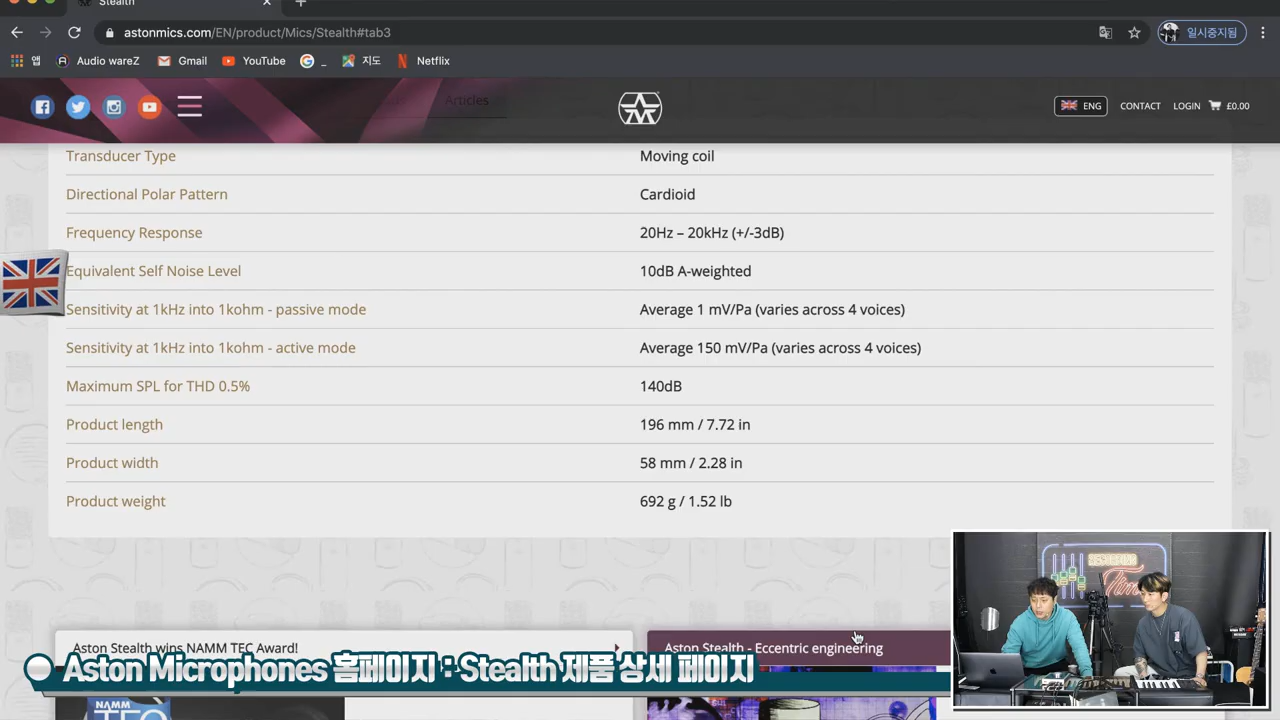 Stealth
astonmics.com/EN/product/Mics/Stealth#tab3
일시중지됨
앱
Audio wareZ
Gmail
YouTube
_
지도
Netflix
Articles
ENG
CONTACT
LOGIN
£0.00
Transducer Type
Moving coil
Directional Polar Pattern
Cardioid
Frequency Response
20Hz – 20kHz (+/-3dB)
Equivalent Self Noise Level
10dB A-weighted
Sensitivity at 1kHz into 1kohm - passive mode
Average 1 mV/Pa (varies across 4 voices)
Sensitivity at 1kHz into 1kohm - active mode
Average 150 mV/Pa (varies across 4 voices)
Maximum SPL for THD 0.5%
140dB
Product length
196 mm / 7.72 in
Product width
58 mm / 2.28 in
Product weight
692 g / 1.52 lb
Aston Stealth wins NAMM TEC Award!
Aston Stealth - Eccentric engineering
Aston Microphones 홈페이지 : Stealth 제품 상세 페이지
NAMM
TEC
Time